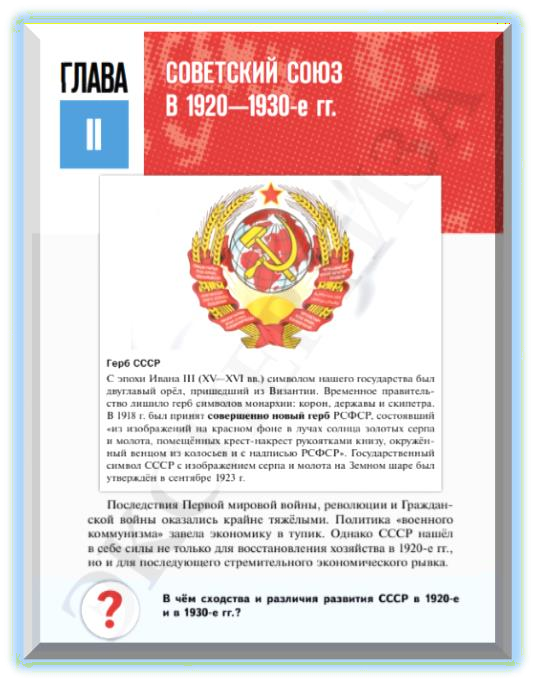 ГЛАВА
II
СОВЕТСКИЙ СОЮЗ
В 1920—1930-е гг.
Герб СССР
С эпохи Ивана III (XV—XVI вв.) символом нашего государства был
двуглавый орёл, пришедший из Византии. Временное правитель-
ство лишило герб символов монархии: корон, державы и скипетра.
В 1918 г. был принят совершенно новый герб РСФСР, состоявший
«из изображений на красном фоне в лучах солнца золотых серпа
и молота, помещённых крест-накрест рукоятками книзу, окружён-
ный венцом из колосьев и с надписью РСФСР». Государственный
символ СССР с изображением серпа и молота на Земном шаре был
утверждён в сентябре 1923 г.
Последствия Первой мировой войны, революции и Граждан-
ской войны оказались крайне тяжёлыми. Политика «военного
коммунизма» завела экономику в тупик. Однако СССР нашёл
в себе силы не только для восстановления хозяйства в 1920-е гг.,
но и для последующего стремительного экономического рывка.
?
В чём сходства и различия развития СССР в 1920-е
и в 1930-е гг.?